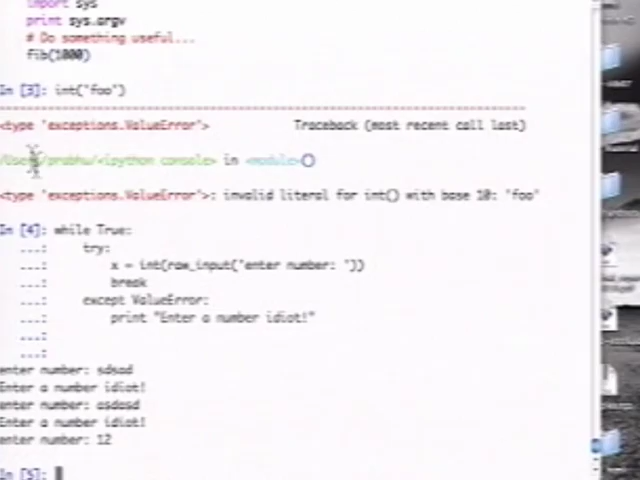 import sys
print sys.argv
# Do something useful...
fib(1000)
In [3]: int("foo")
<type 'exceptions.ValueError'> Traceback (most recent call last)
/prabhu/<ipython console> in <module>()
<type 'exceptions.ValueError'>: invalid literal for int() with base 10: 'foo'
In [4]: while True:
...: try:
...: x = int(raw_input("enter number: "))
...: break
...: except ValueError:
...: print "Enter a number idiot!"
...:
...:
enter number: sdsad
Enter a number idiot!
enter number: asdasd
Enter a number idiot!
enter number: 12
In [5]: